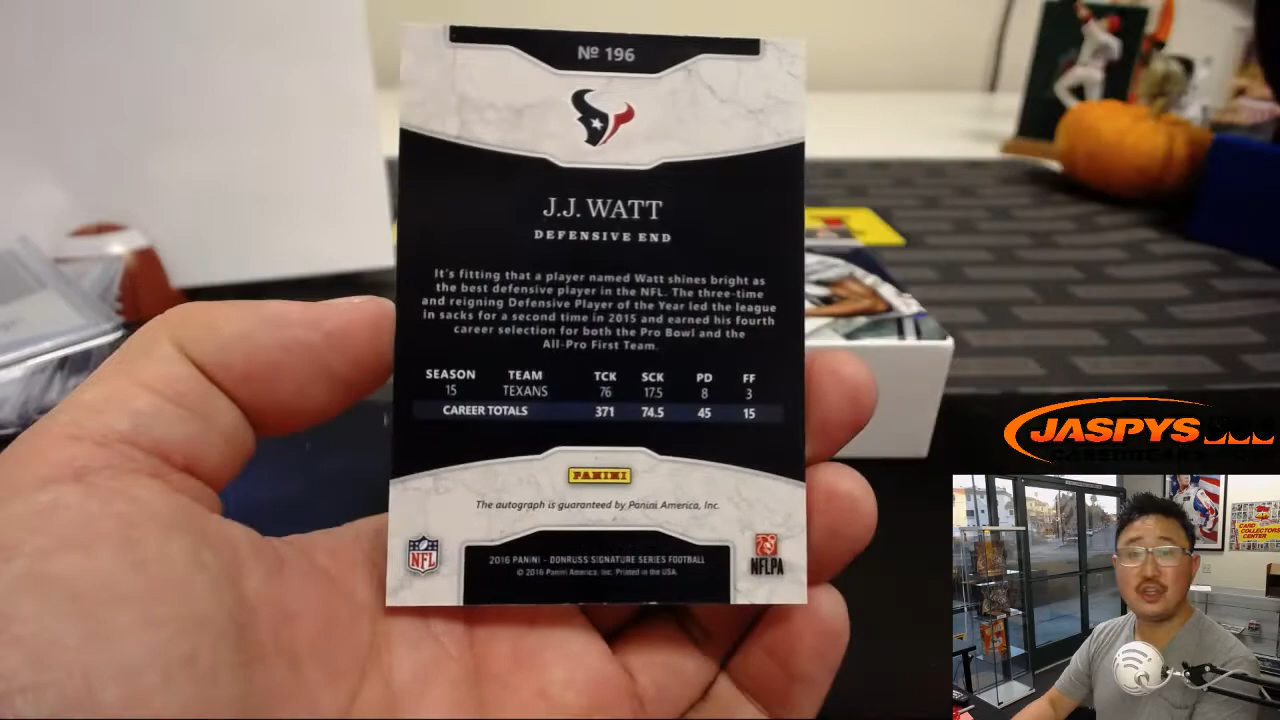 № 196
J.J. WATT
DEFENSIVE END
It's fitting that a player named Watt shines bright as
the best defensive player in the NFL. The three-time
and reigning Defensive Player of the Year led the league
in sacks for a second time in 2015 and earned his fourth
career selection for both the Pro Bowl and the
All-Pro First Team.
SEASON TEAM TCK SCK PD FF
15 TEXANS 76 17.5 8 3
CAREER TOTALS 371 74.5 45 15
PANINI
The autograph is guaranteed by Panini America, Inc.
NFL
NFLPA
2016 PANINI - DONRUSS SIGNATURE SERIES FOOTBALL
© 2016 Panini America, Inc. Printed in the USA.
JASPYS
CARD
COLLECTORS
CENTER